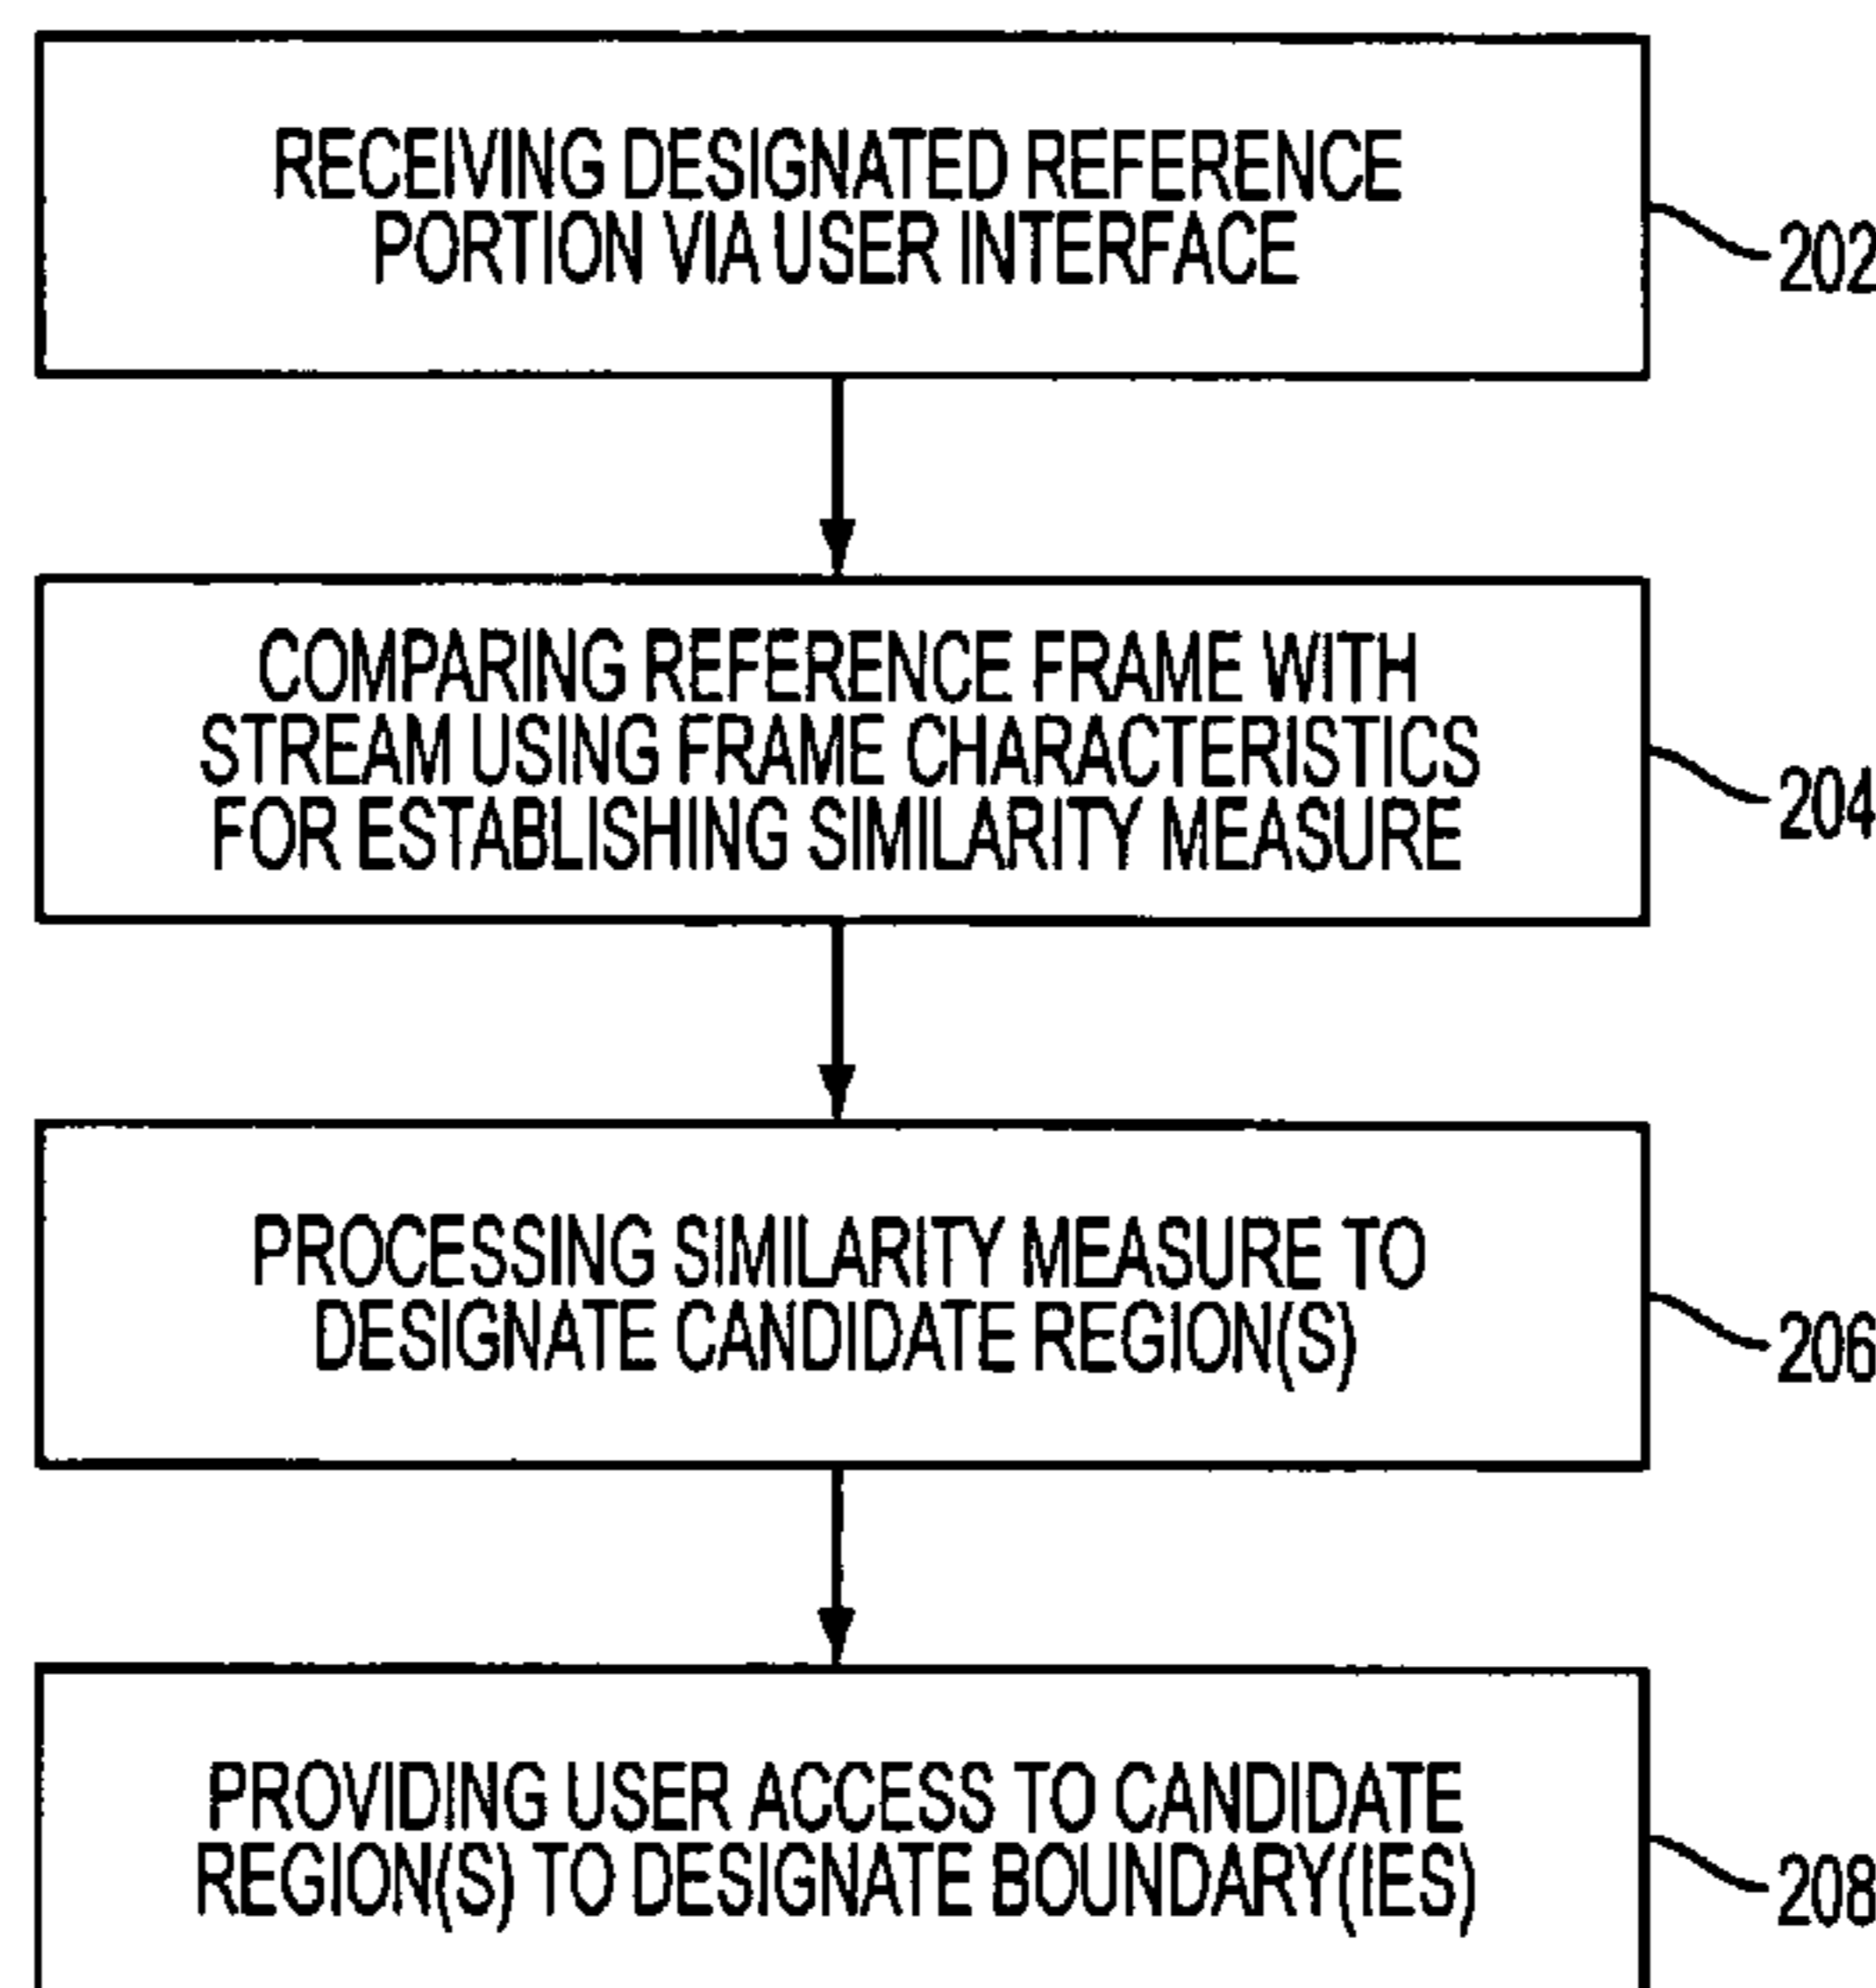 RECEIVING DESIGNATED REFERENCE
PORTION VIA USER INTERFACE
202
COMPARING REFERENCE FRAME WITH
STREAM USING FRAME CHARACTERISTICS
FOR ESTABLISHING SIMILARITY MEASURE
204
PROCESSING SIMILARITY MEASURE TO
DESIGNATE CANDIDATE REGION(S)
206
PROVIDING USER ACCESS TO CANDIDATE
REGION(S) TO DESIGNATE BOUNDARY(IES)
208